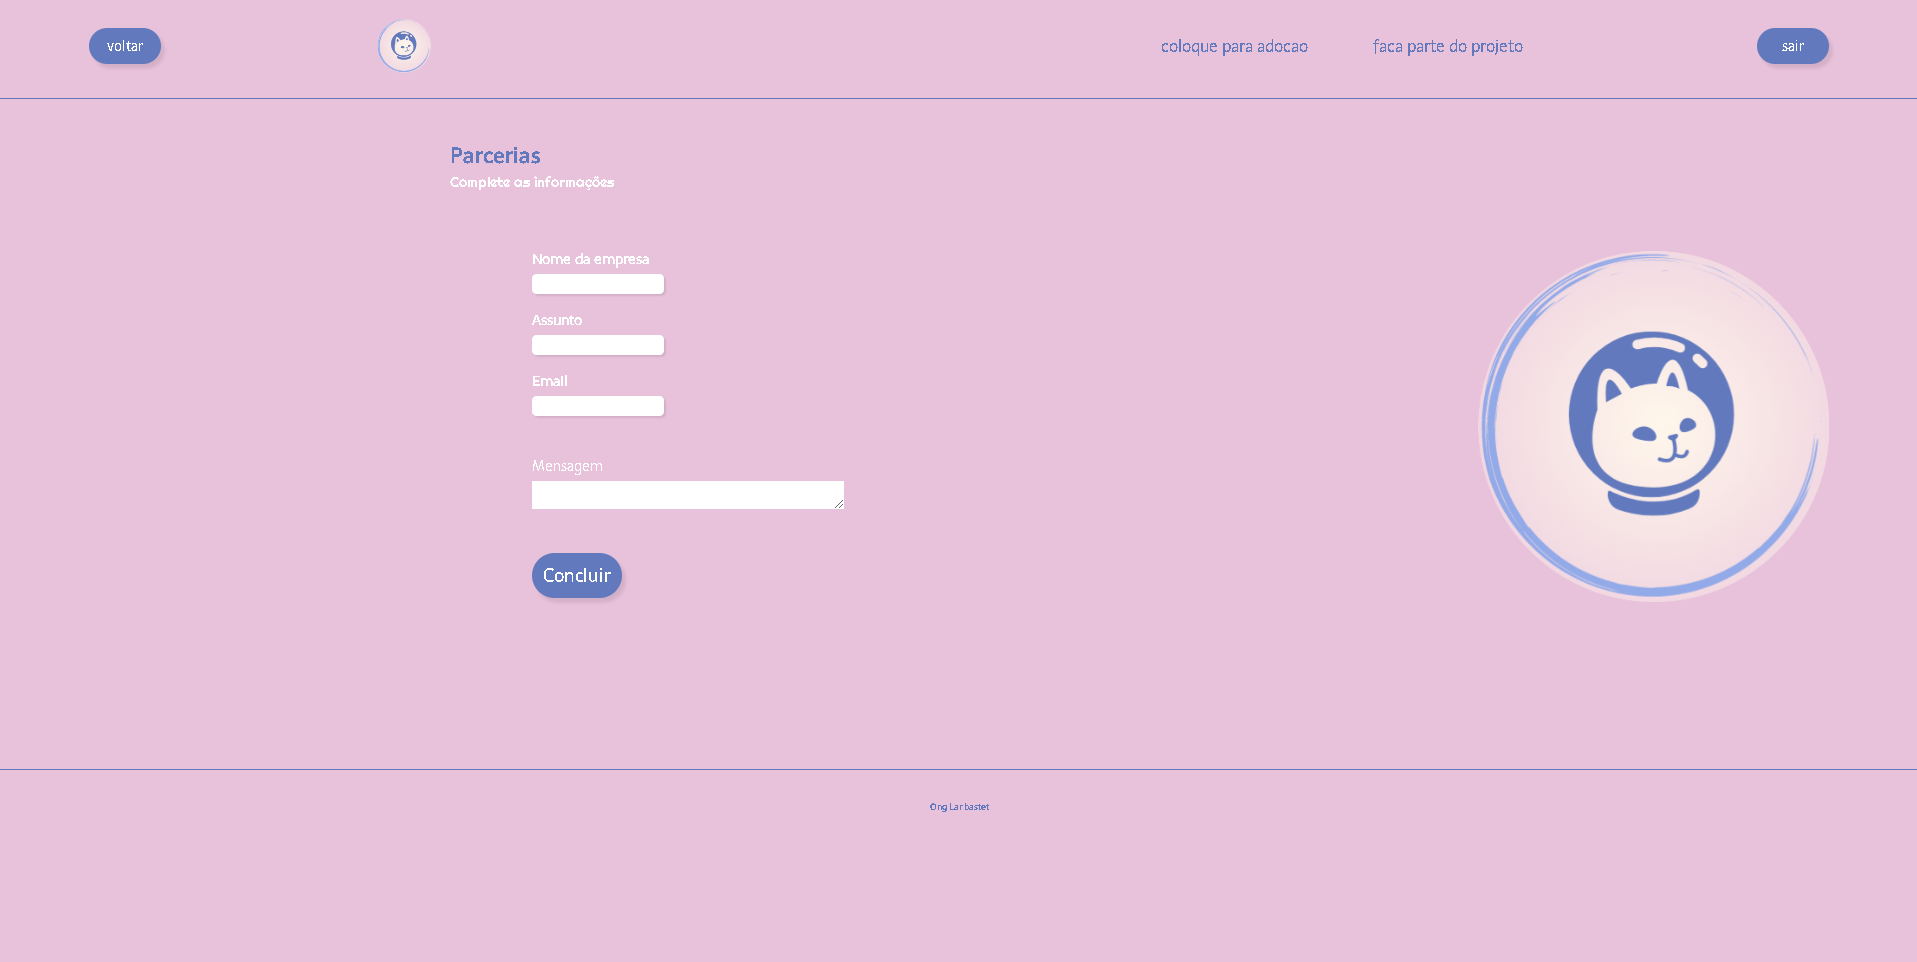 voltar
coloque para adocao
faca parte do projeto
sair
Parcerias
Complete as informações
Nome da empresa
Assunto
Email
Mensagem
Concluir
©ng Lar bastet